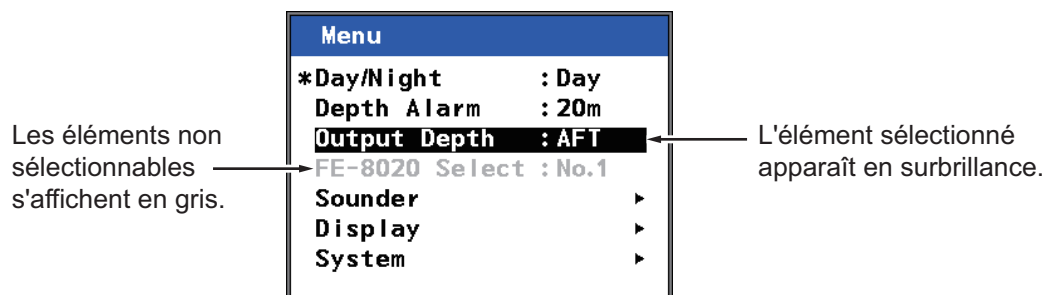 Menu
*Day/Night : Day
Depth Alarm : 20m
Output Depth : AFT
FE-8020 Select : No.1
Sounder ▶
Display ▶
System ▶
Les éléments non
sélectionnables
s'affichent en gris.
L'élément sélectionné
apparaît en surbrillance.